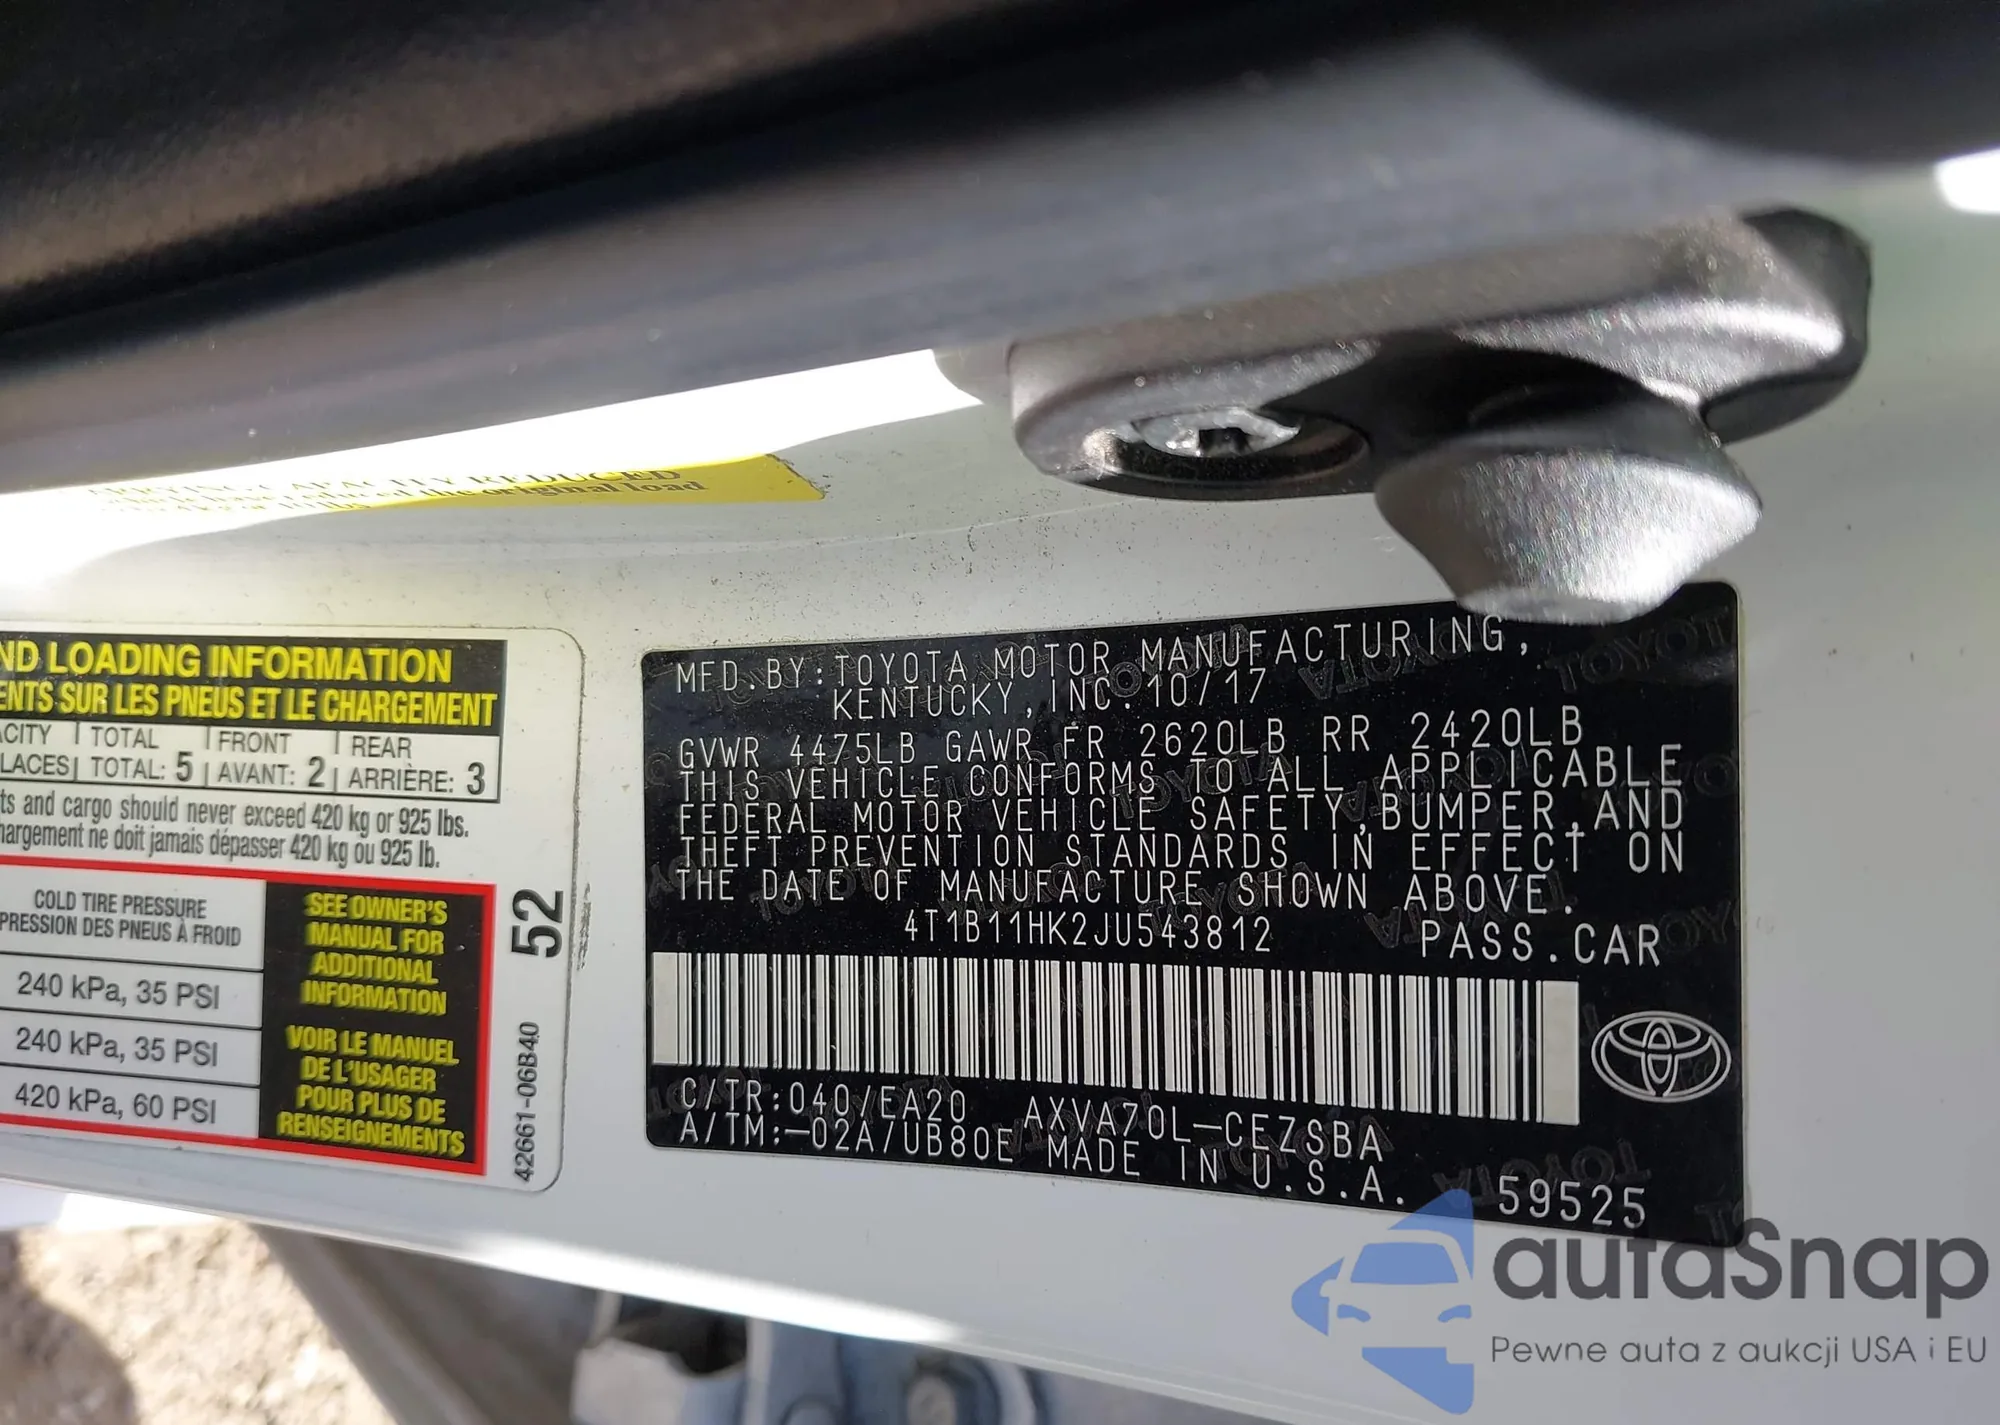 CAPACITY REDUCED
the original load
ND LOADING INFORMATION
ENTS SUR LES PNEUS ET LE CHARGEMENT
ACITY TOTAL FRONT REAR
LACES TOTAL: 5 AVANT: 2 ARRIÈRE: 3
ts and cargo should never exceed 420 kg or 925 lbs.
hargement ne doit jamais dépasser 420 kg ou 925 lb.
COLD TIRE PRESSURE
PRESSION DES PNEUS À FROID
240 kPa, 35 PSI
240 kPa, 35 PSI
420 kPa, 60 PSI
SEE OWNER'S
MANUAL FOR
ADDITIONAL
INFORMATION
VOIR LE MANUEL
DE L'USAGER
POUR PLUS DE
RENSEIGNEMENTS
52
42661-06B40
MFD.BY:TOYOTA MOTOR MANUFACTURING,
KENTUCKY,INC.10/17
GVWR 4475LB GAWR FR 2620LB RR 2420LB
THIS VEHICLE CONFORMS TO ALL APPLICABLE
FEDERAL MOTOR VEHICLE SAFETY,BUMPER,AND
THEFT PREVENTION STANDARDS IN EFFECT ON
THE DATE OF MANUFACTURE SHOWN ABOVE.
4T1B11HK2JU543812 PASS.CAR
C/TR:040/EA20 AXVA70L-CEZSBA
A/TM:-02A/UB80E MADE IN U.S.A.
59525
autaSnap
Pewne auta z aukcji USA i EU